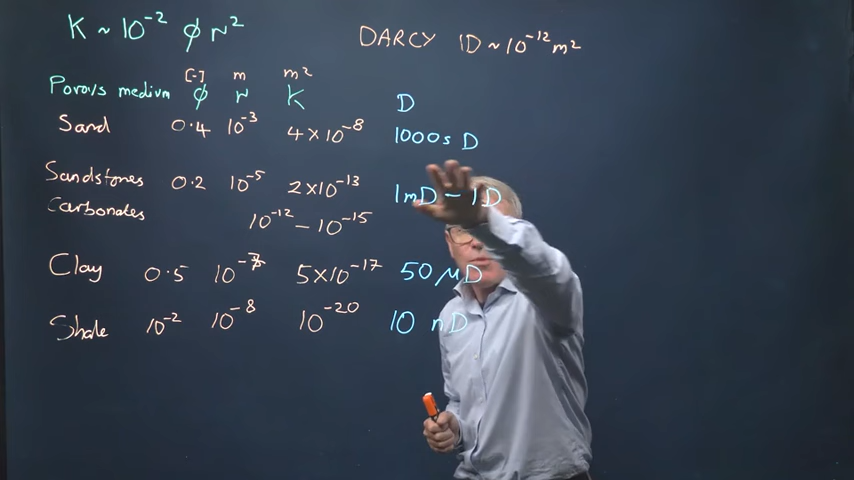 K ~ 10⁻² φ r²
DARCY 1D ~ 10⁻¹² m²
[-] m m²
Porous medium φ r K D
Sand 0.4 10⁻³ 4×10⁻⁸ 1000s D
Sandstones 0.2 10⁻⁵ 2×10⁻¹³ 1mD – 1D
Carbonates 10⁻¹² – 10⁻¹⁵
Clay 0.5 10⁻⁷ 5×10⁻¹⁷ 50 μD
Shale 10⁻² 10⁻⁸ 10⁻²⁰ 10 nD